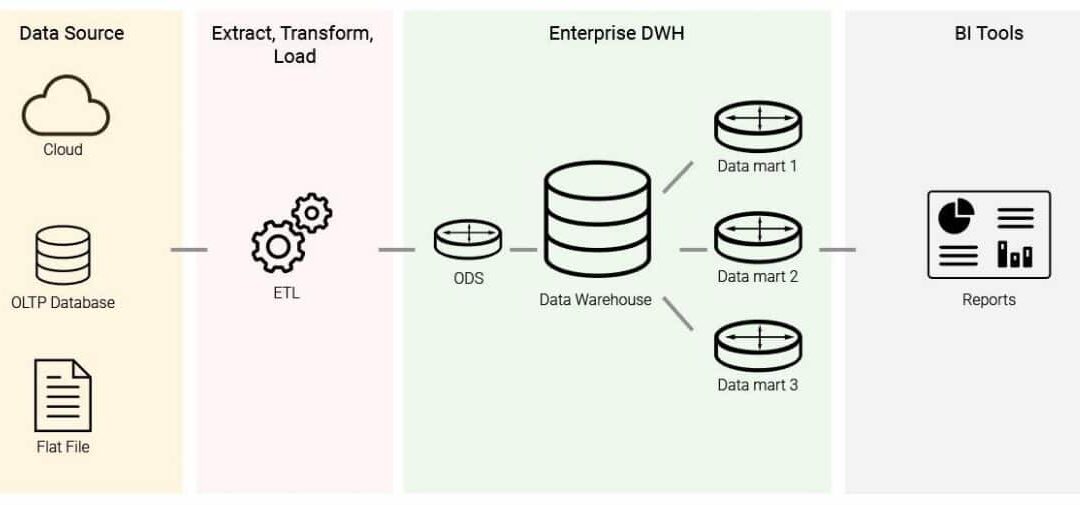 Data Source
Cloud
OLTP Database
Flat File
Extract, Transform,
Load
ETL
Enterprise DWH
ODS
Data Warehouse
Data mart 1
Data mart 2
Data mart 3
BI Tools
Reports